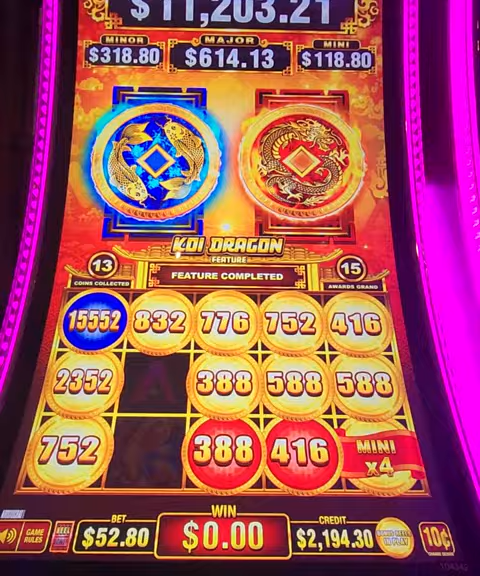 $11,203.21
MINOR MAJOR MINI
$318.80 $614.13 $118.80
KOI DRAGON
FEATURE
13 FEATURE COMPLETED 15
COINS COLLECTED AWARDS GRAND
15552 832 776 752 416
2352 388 588 588
752 388 416 MINI X4
BET WIN CREDIT
GAME RULES $52.80 $0.00 $2,194.30 10¢